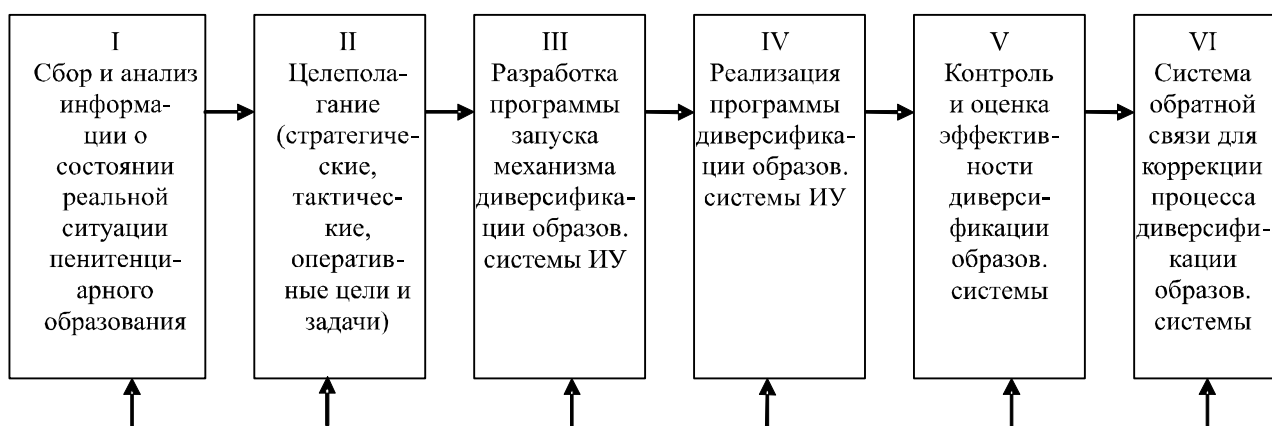 I
Сбор и анализ
информа-
ции о
состоянии
реальной
ситуации
пенитенци-
арного
образования
II
Целепола-
гание
(стратегиче-
ские,
тактичес-
кие,
оператив-
ные цели и
задачи)
III
Разработка
программы
запуска
механизма
диверсифика-
ции образов.
системы ИУ
IV
Реализация
программы
диверсифика-
ции образов.
системы ИУ
V
Контроль
и оценка
эффектив-
ности
диверси-
фикации
образов.
системы
VI
Система
обратной
связи для
коррекции
процесса
диверсифи-
кации
образов.
системы